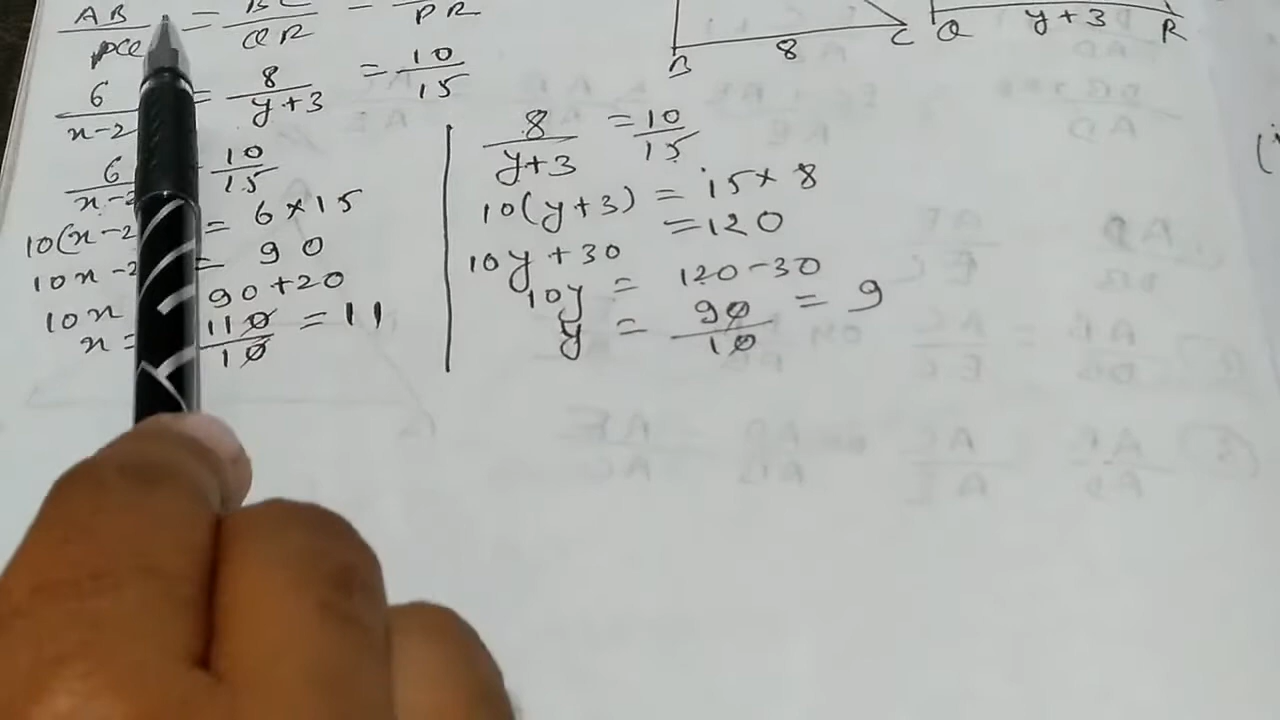 AB = BC = PR
PQ QR
6 = 8 = 10
x-2 y+3 15
6 10
x-2 15
10(x-2 = 6 × 15
10x - 2 = 90
10x 90+20
x = 110 = 11
10
8 = 10
y+3 15
10(y+3) = 15 × 8
10y + 30 = 120
10y = 120-30
y = 90 = 9
10
B 8 C Q y+3 R